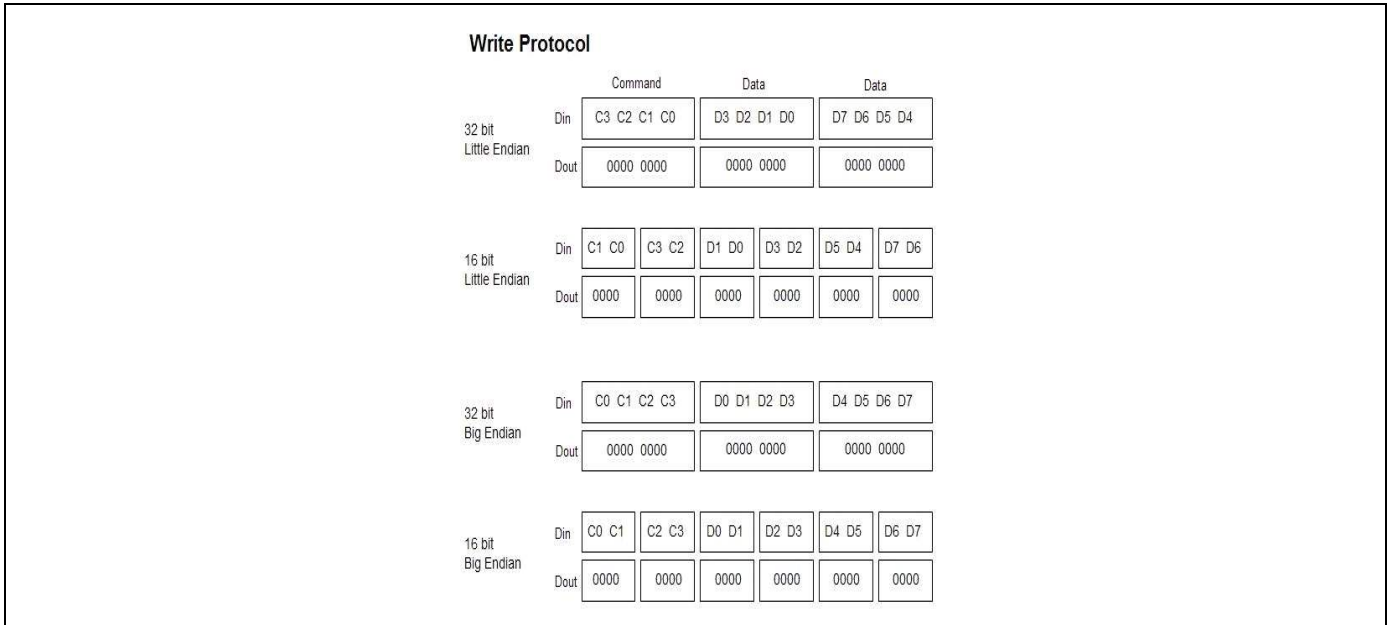 Write Protocol
Command Data Data
32 bit
Little Endian
Din C3 C2 C1 C0 D3 D2 D1 D0 D7 D6 D5 D4
Dout 0000 0000 0000 0000 0000 0000
16 bit
Little Endian
Din C1 C0 C3 C2 D1 D0 D3 D2 D5 D4 D7 D6
Dout 0000 0000 0000 0000 0000 0000
32 bit
Big Endian
Din C0 C1 C2 C3 D0 D1 D2 D3 D4 D5 D6 D7
Dout 0000 0000 0000 0000 0000 0000
16 bit
Big Endian
Din C0 C1 C2 C3 D0 D1 D2 D3 D4 D5 D6 D7
Dout 0000 0000 0000 0000 0000 0000